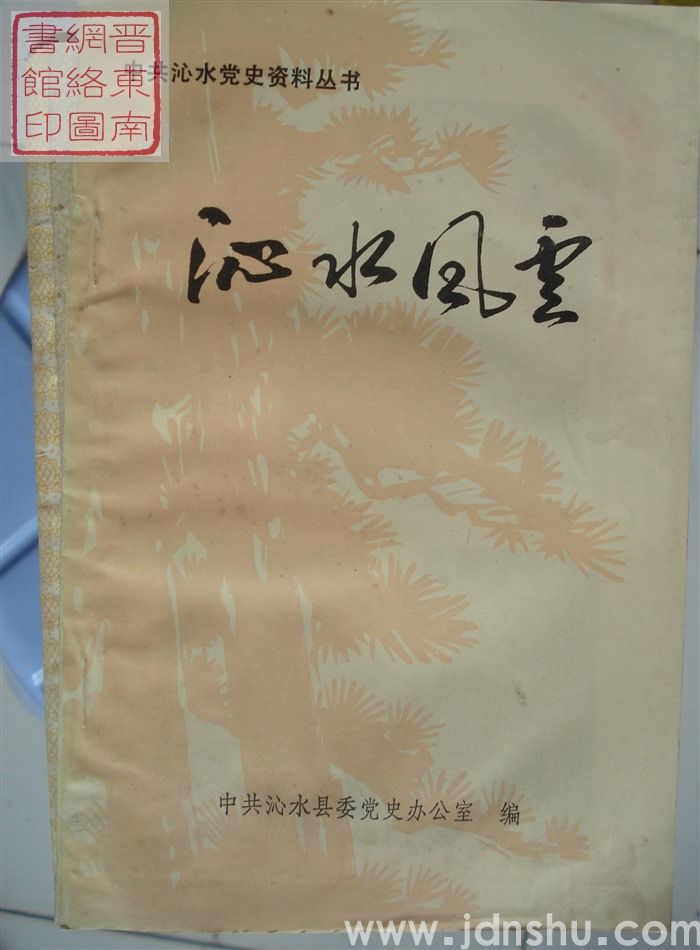 晋東南
網絡圖
書館印
中共沁水党史资料丛书
沁水风雲
中共沁水县委党史办公室 编
www.jdnshu.com